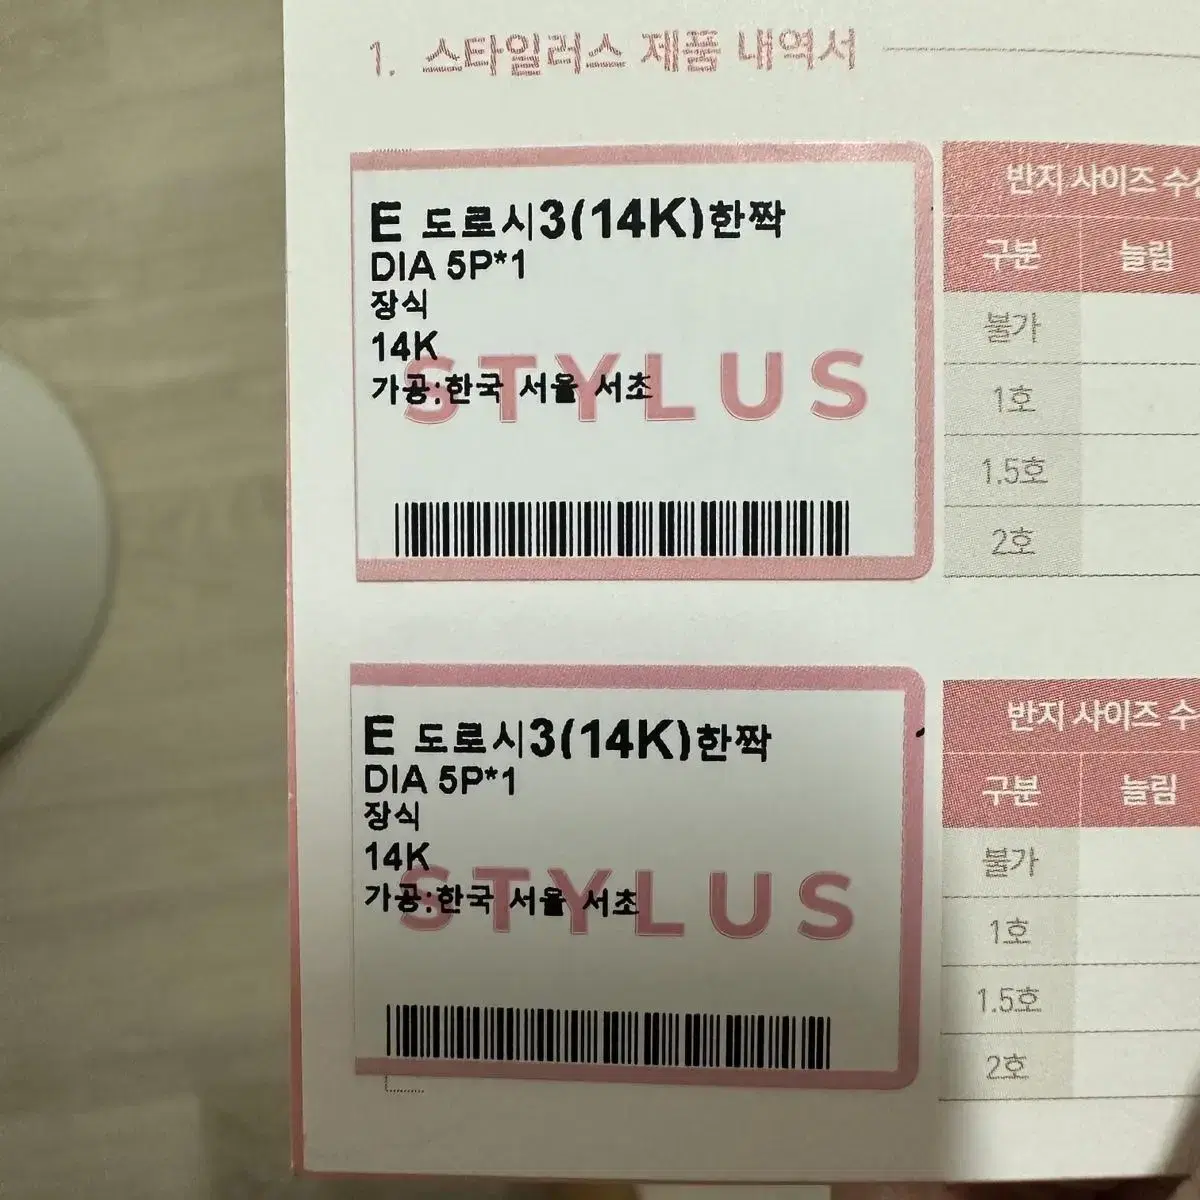 1. 스타일러스 제품 내역서
E 도로시3(14K)한짝
DIA 5P*1
장식
14K
가공:한국 서울 서초
STYLUS
반지 사이즈
구분 늘림
불가
1호
1.5호
2호
E 도로시3(14K)한짝
DIA 5P*1
장식
14K
가공:한국 서울 서초
STYLUS
반지 사이즈 수
구분 늘림
불가
1호
1.5호
2호